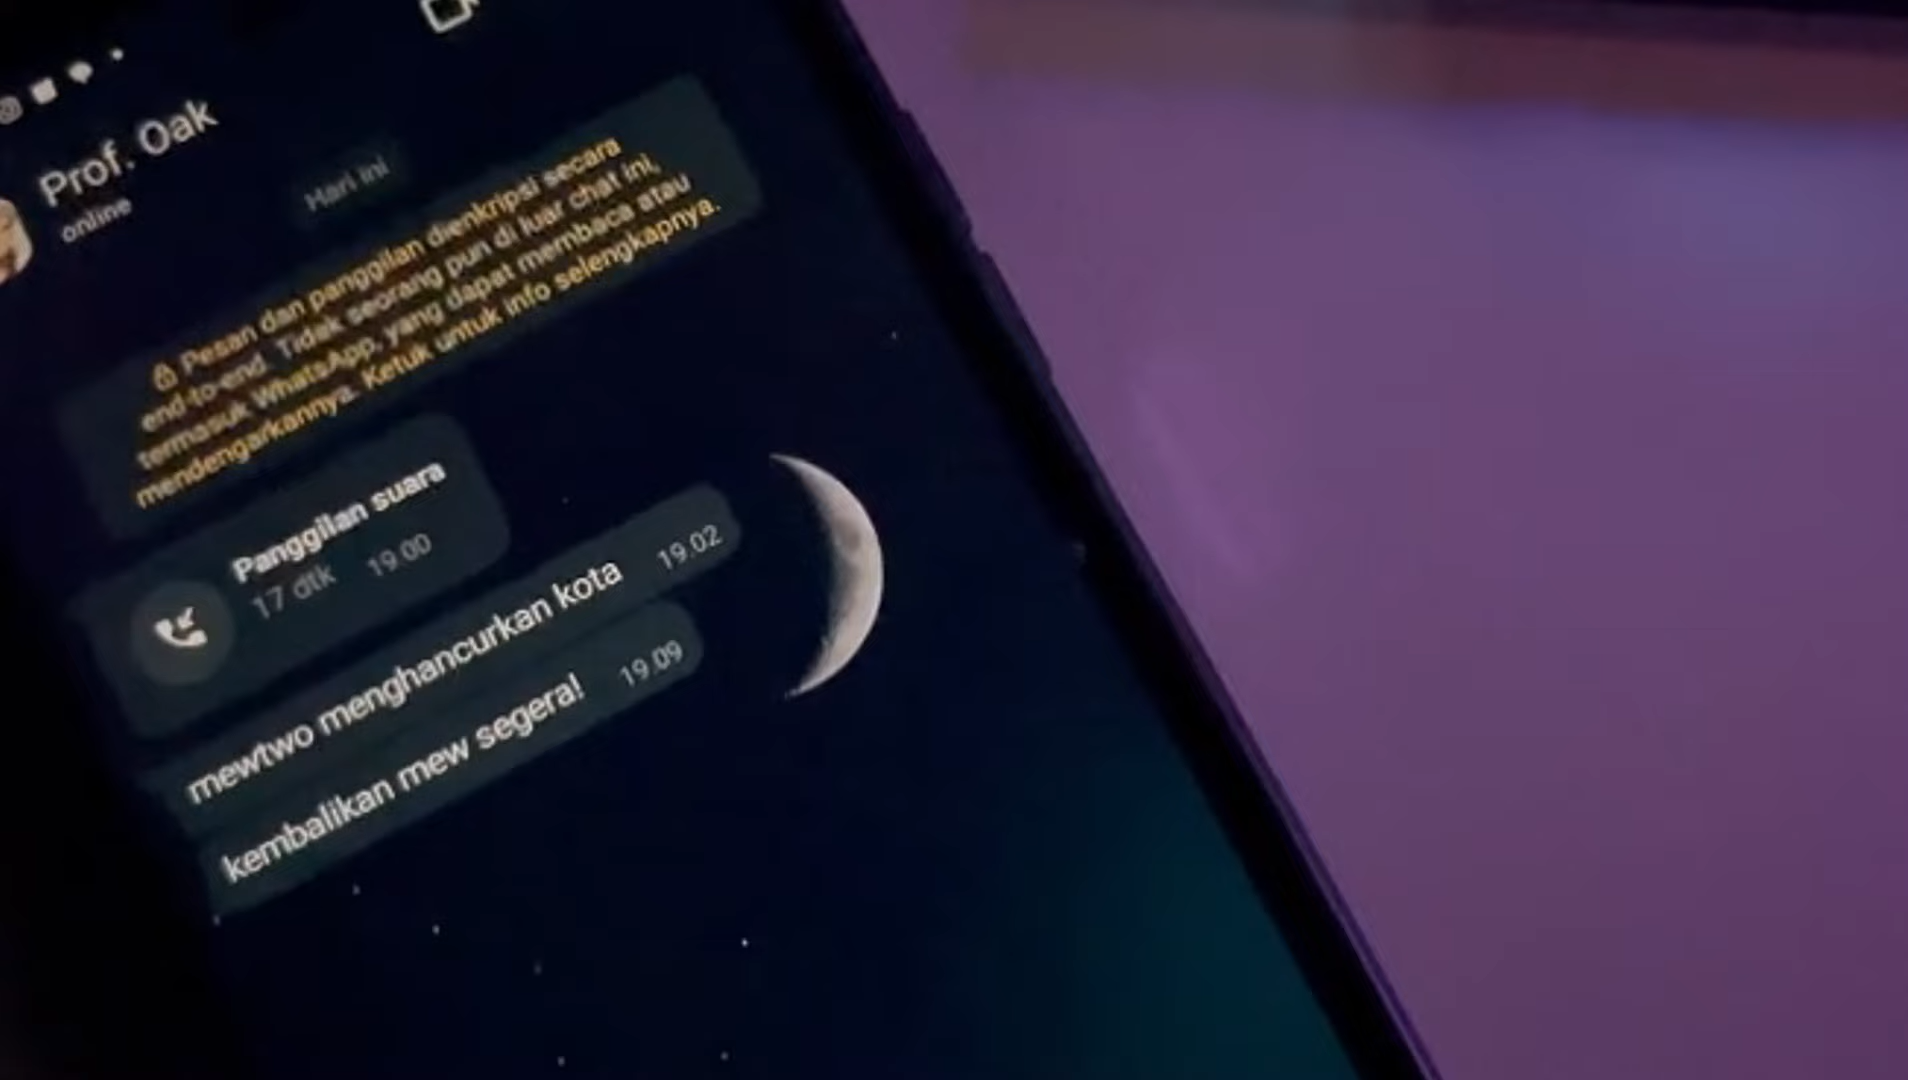 Prof. Oak
online
Hari ini
Pesan dan panggilan dienkripsi secara
end-to-end. Tidak seorang pun di luar chat ini,
termasuk WhatsApp, yang dapat membaca atau
mendengarkannya. Ketuk untuk info selengkapnya.
Panggilan suara
17 dtk 19.00
mewtwo menghancurkan kota 19.02
kembalikan mew segera! 19.09